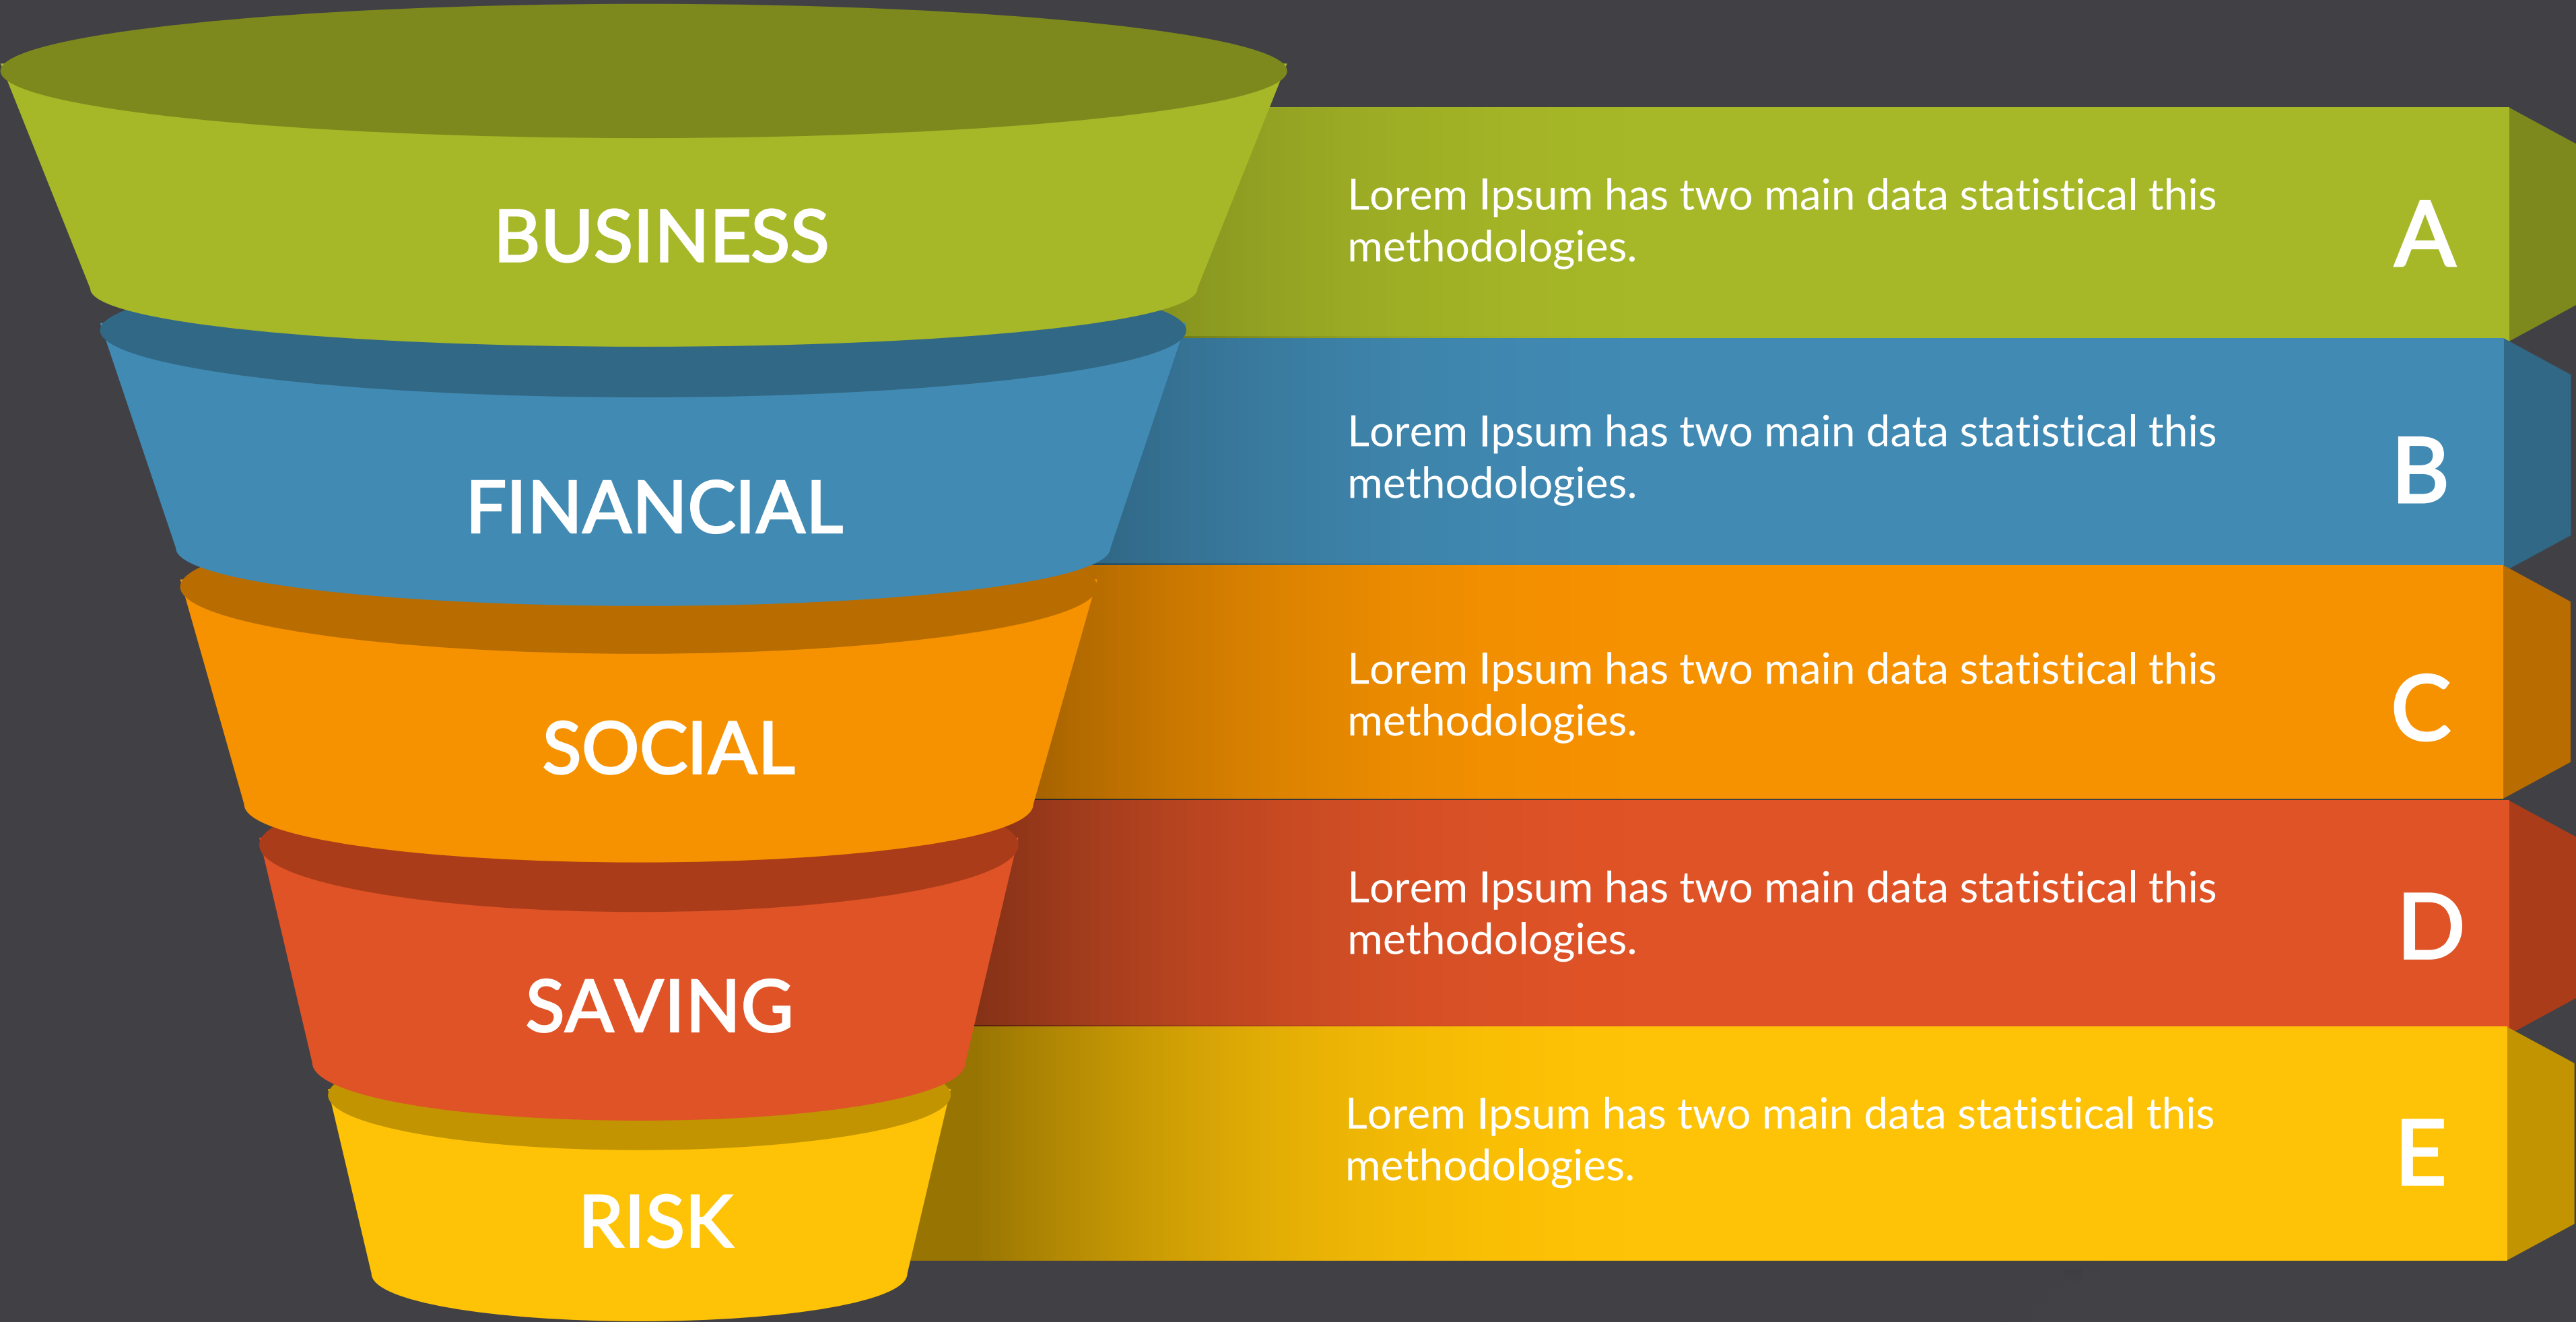 BUSINESS
Lorem Ipsum has two main data statistical this
methodologies.
A
FINANCIAL
Lorem Ipsum has two main data statistical this
methodologies.
B
SOCIAL
Lorem Ipsum has two main data statistical this
methodologies.
C
SAVING
Lorem Ipsum has two main data statistical this
methodologies.
D
RISK
Lorem Ipsum has two main data statistical this
methodologies.
E